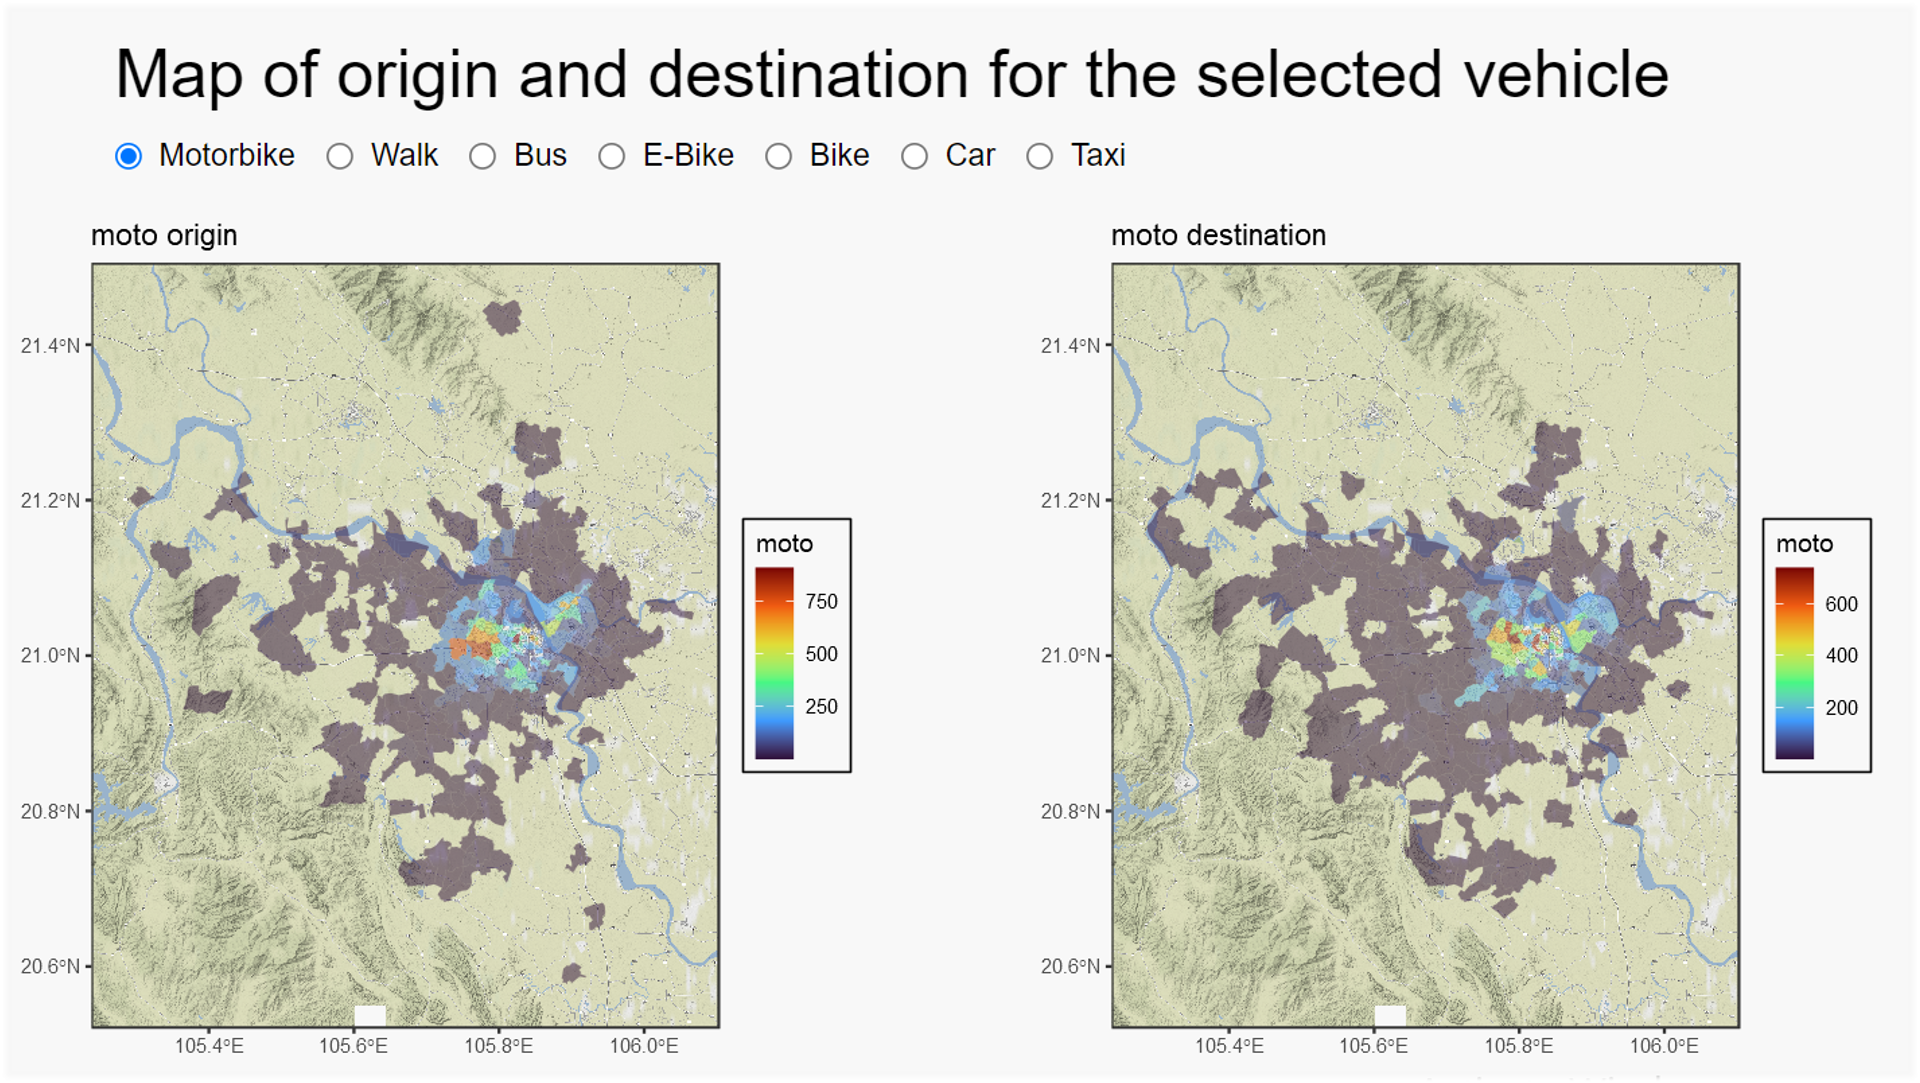 Map of origin and destination for the selected vehicle
Motorbike Walk Bus E-Bike Bike Car Taxi
moto origin
21.4°N
21.2°N
21.0°N
20.8°N
20.6°N
105.4°E 105.6°E 105.8°E 106.0°E
moto
750
500
250
moto destination
21.4°N
21.2°N
21.0°N
20.8°N
20.6°N
105.4°E 105.6°E 105.8°E 106.0°E
moto
600
400
200